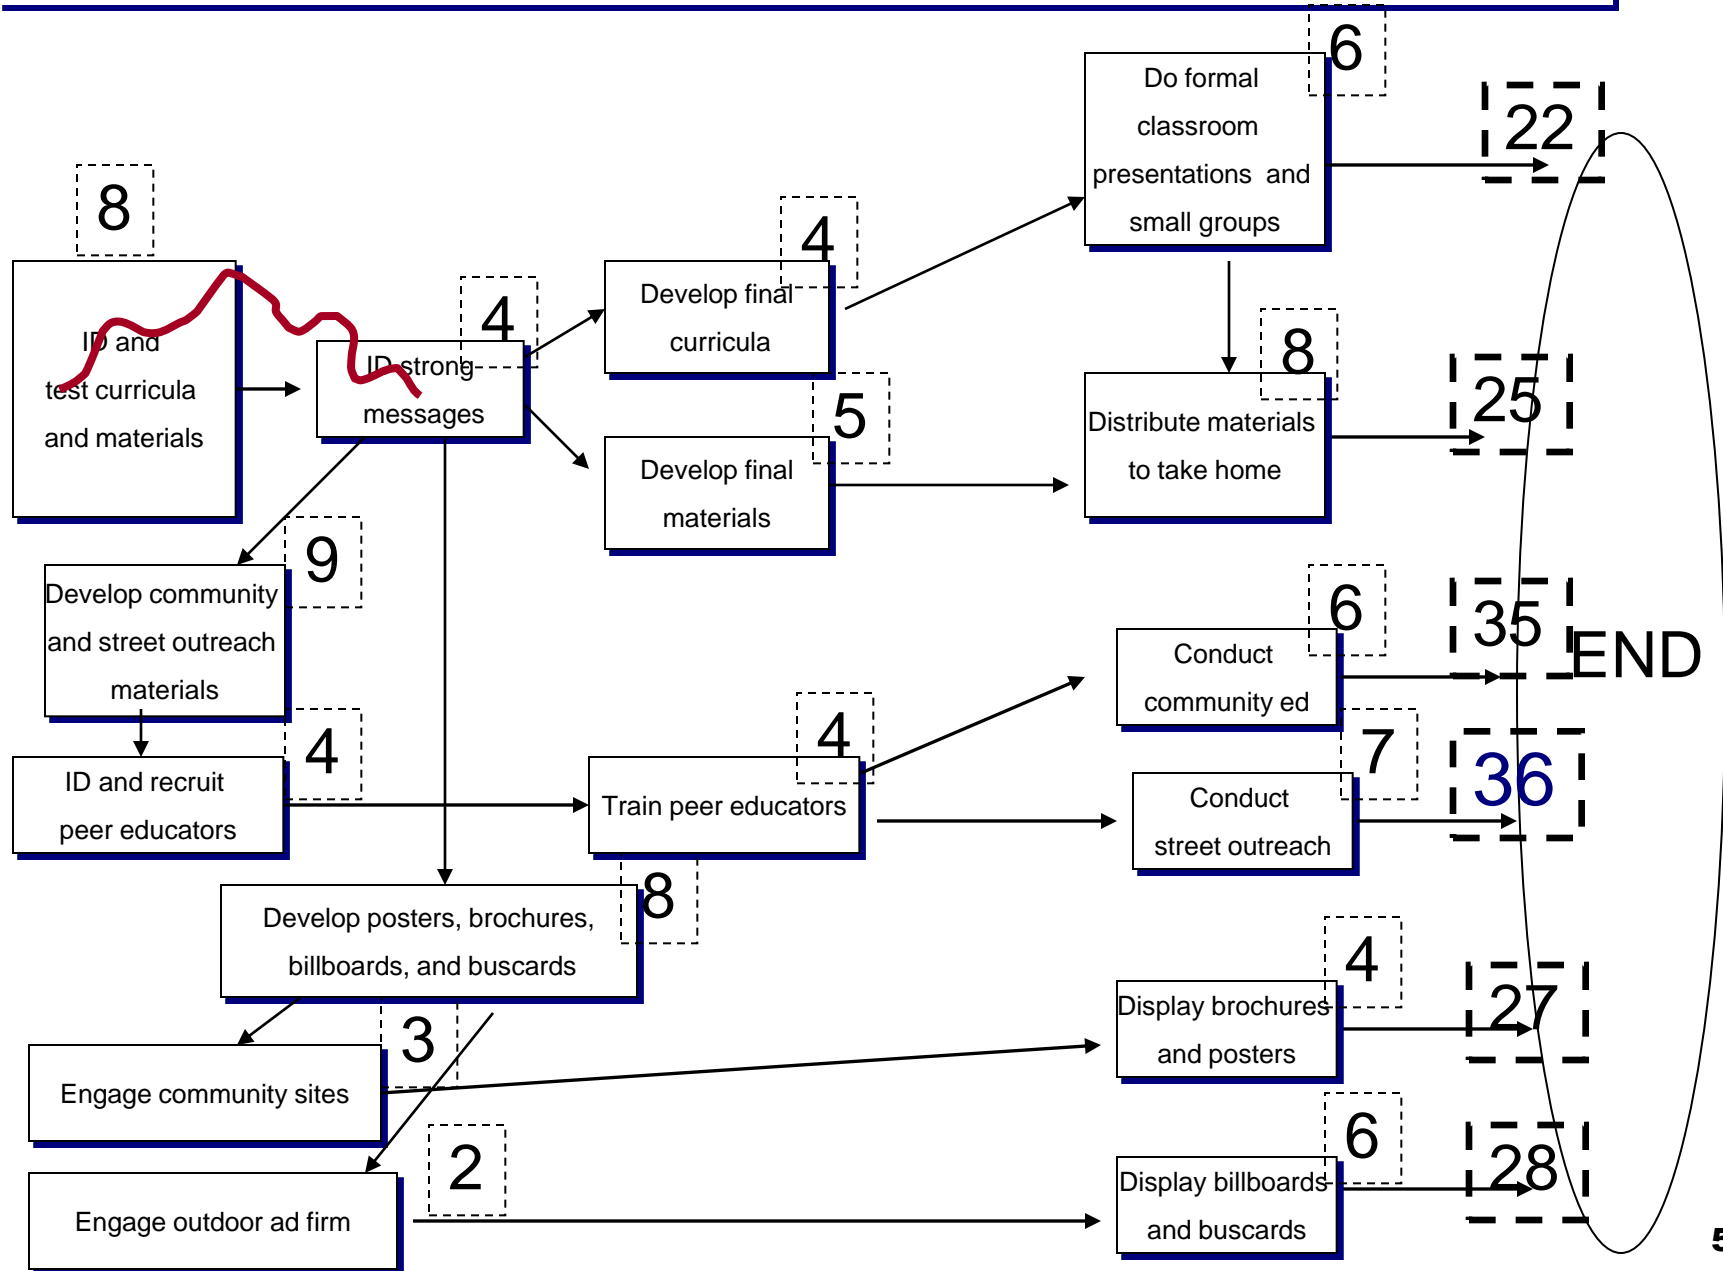 6
Do formal
classroom
presentations and
small groups
22
8
4
Develop final
curricula
4
ID and
test curricula
and materials
ID strong
messages
8
Distribute materials
to take home
25
5
Develop final
materials
9
Develop community
and street outreach
materials
6
Conduct
community ed
35
END
4
ID and recruit
peer educators
4
Train peer educators
7
Conduct
street outreach
36
8
Develop posters, brochures,
billboards, and buscards
4
Display brochures
and posters
27
3
Engage community sites
6
Display billboards
and buscards
28
2
Engage outdoor ad firm
5